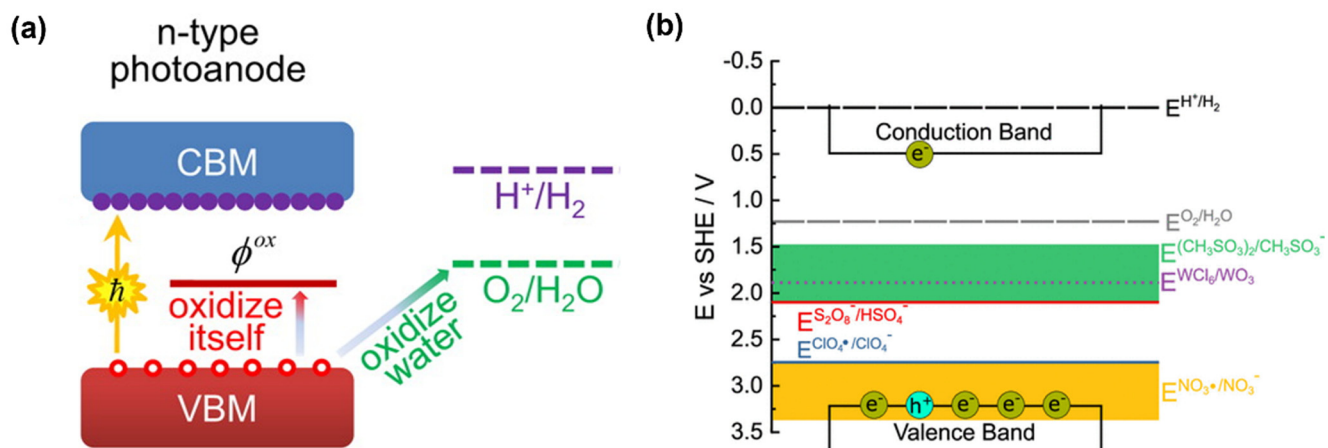 (a)
n-type
photoanode
CBM
ħ
ϕ^ox
oxidize
itself
VBM
oxidize
water
H⁺/H₂
O₂/H₂O
(b)
E vs SHE / V
-0.5
0.0
0.5
1.0
1.5
2.0
2.5
3.0
3.5
Conduction Band
e⁻
E^H⁺/H₂
E^O₂/H₂O
E^(CH₃SO₃)₂/CH₃SO₃⁻
E^WCl₆/WO₃
E^S₂O₈⁻/HSO₄⁻
E^ClO₄•/ClO₄⁻
E^NO₃•/NO₃⁻
e⁻ h⁺ e⁻ e⁻ e⁻
Valence Band